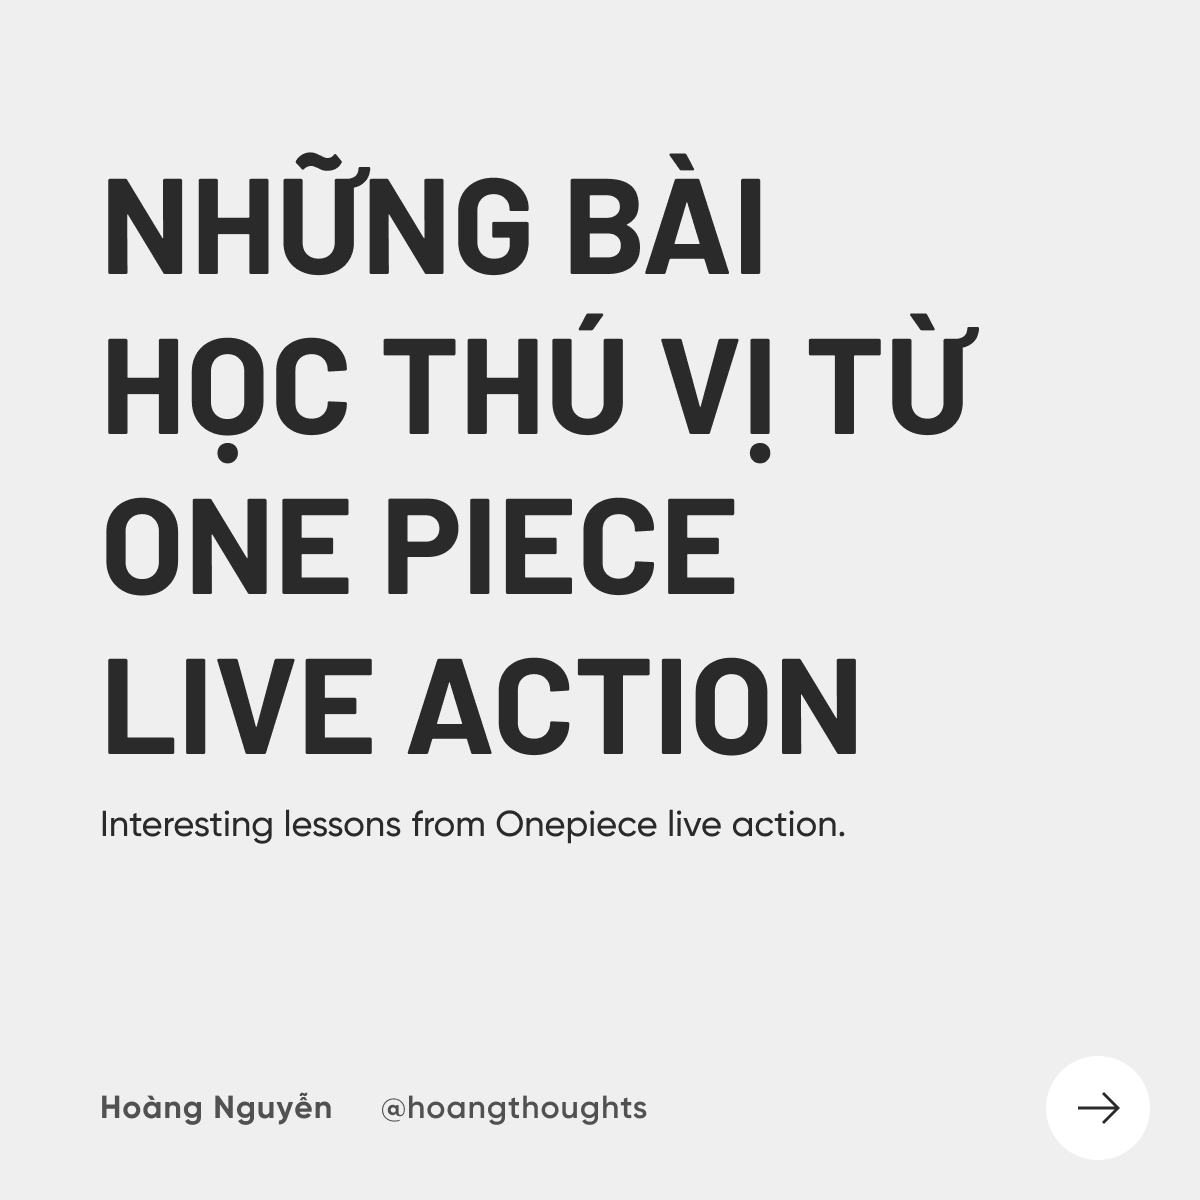 NHỮNG BÀI
HỌC THÚ VỊ TỪ
ONE PIECE
LIVE ACTION
Interesting lessons from Onepiece live action.
Hoàng Nguyễn @hoangthoughts